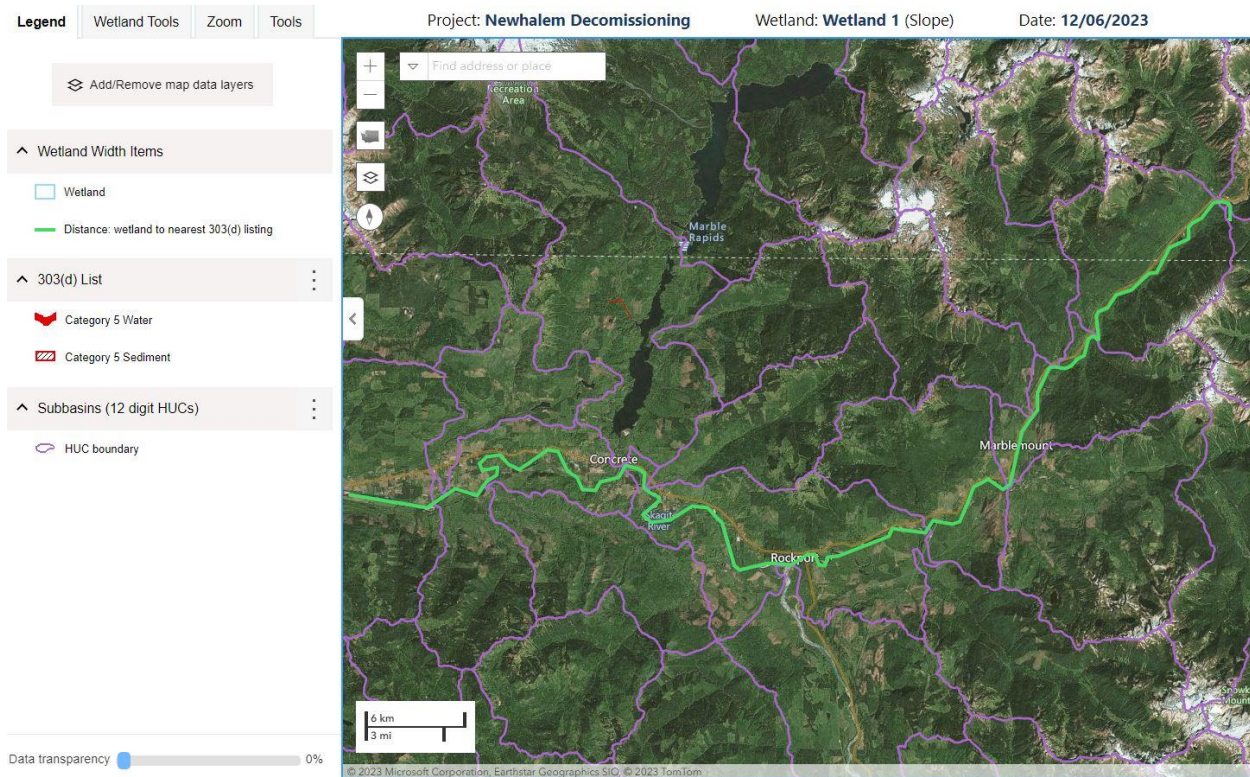 Legend Wetland Tools Zoom Tools
Project: Newhalem Decomissioning Wetland: Wetland 1 (Slope) Date: 12/06/2023
Add/Remove map data layers
Wetland Width Items
Wetland
Distance: wetland to nearest 303(d) listing
303(d) List
Category 5 Water
Category 5 Sediment
Subbasins (12 digit HUCs)
HUC boundary
Data transparency 0%
+
Find address or place
−
Recreation
Area
Marble
Rapids
Marblemount
Concrete
Skagit
River
Rockport
6 km
3 mi
© 2023 Microsoft Corporation, Earthstar Geographics SIO, © 2023 TomTom